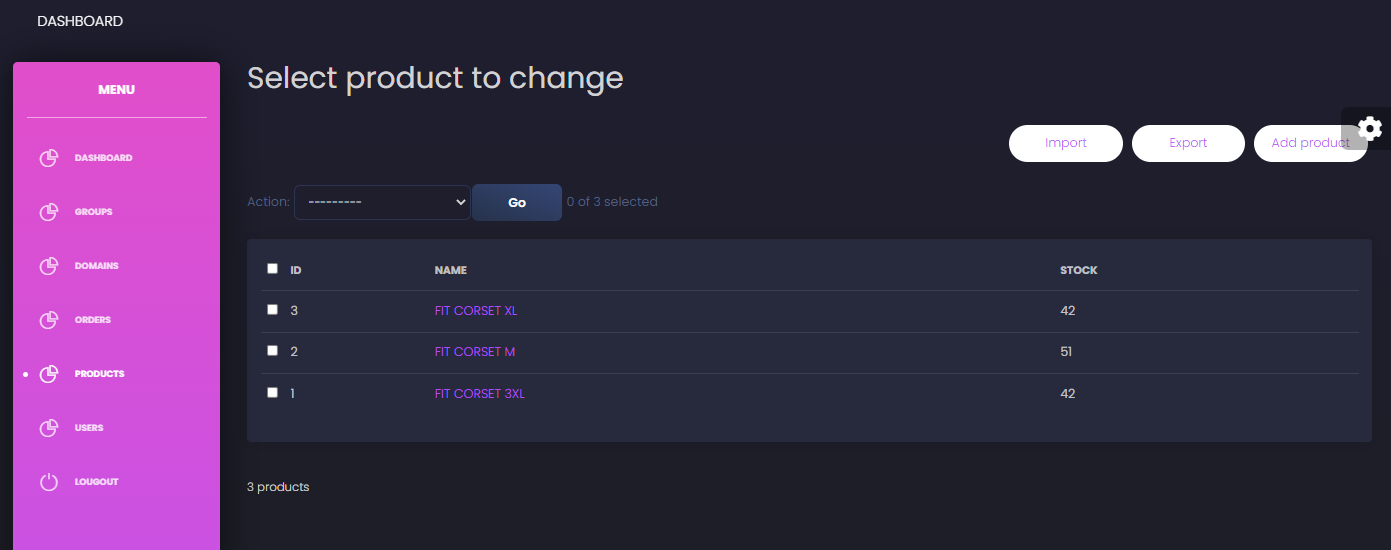 DASHBOARD
MENU
DASHBOARD
GROUPS
DOMAINS
ORDERS
PRODUCTS
USERS
LOUGOUT
Select product to change
Import Export Add product
Action: --------- Go 0 of 3 selected
ID NAME STOCK
3 FIT CORSET XL 42
2 FIT CORSET M 51
1 FIT CORSET 3XL 42
3 products